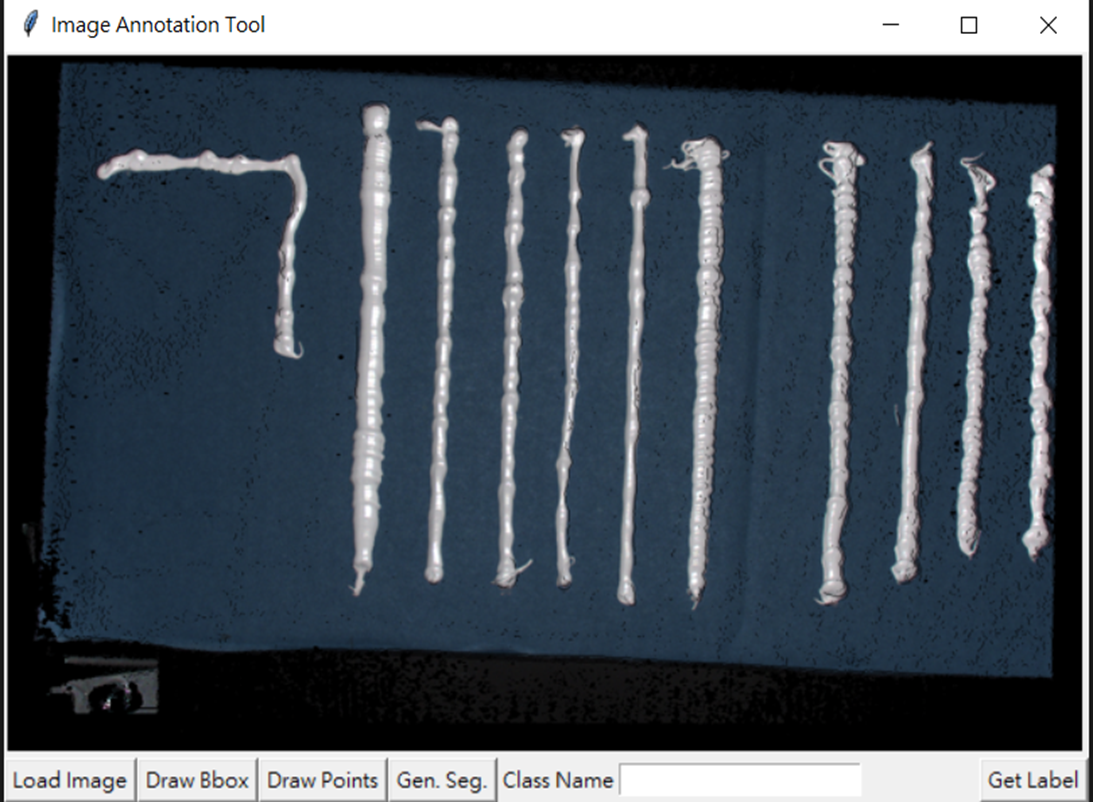 Image Annotation Tool
Load Image Draw Bbox Draw Points Gen. Seg. Class Name Get Label